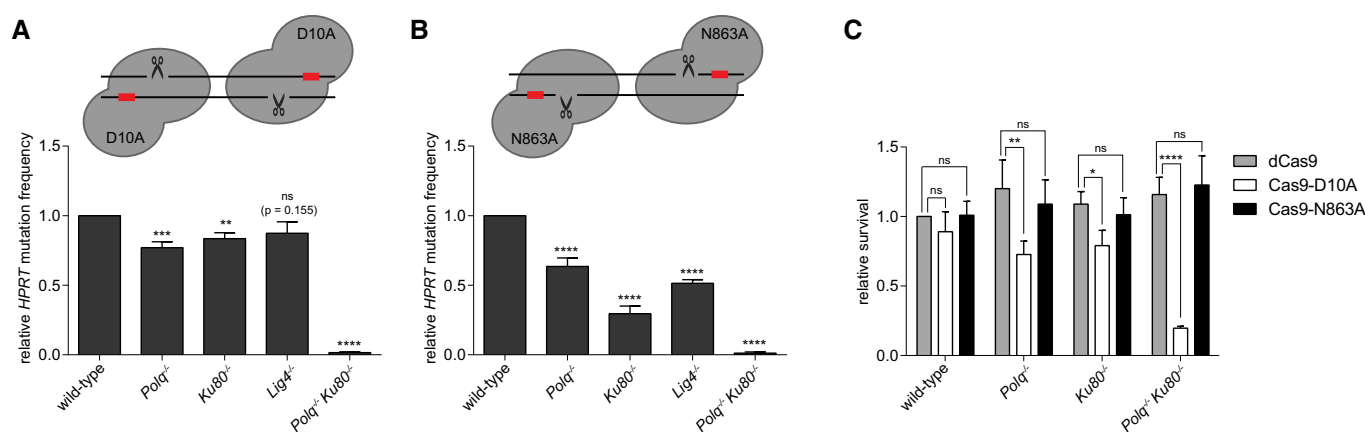 A
D10A
D10A
relative HPRT mutation frequency
1.5
1.0
0.5
0.0
***
**
ns
(p = 0.155)
****
wild-type
Polq-/-
Ku80-/-
Lig4-/-
Polq-/- Ku80-/-
B
N863A
N863A
relative HPRT mutation frequency
1.5
1.0
0.5
0.0
****
****
****
****
wild-type
Polq-/-
Ku80-/-
Lig4-/-
Polq-/- Ku80-/-
C
relative survival
1.5
1.0
0.5
0.0
ns
ns
ns
**
ns
*
ns
****
wild-type
Polq-/-
Ku80-/-
Polq-/- Ku80-/-
dCas9
Cas9-D10A
Cas9-N863A